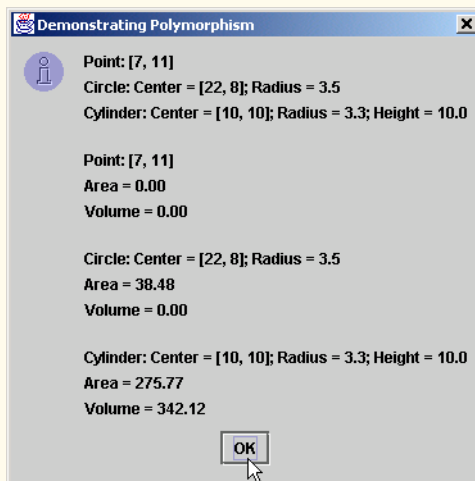 Demonstrating Polymorphism
Point: [7, 11]
Circle: Center = [22, 8]; Radius = 3.5
Cylinder: Center = [10, 10]; Radius = 3.3; Height = 10.0
Point: [7, 11]
Area = 0.00
Volume = 0.00
Circle: Center = [22, 8]; Radius = 3.5
Area = 38.48
Volume = 0.00
Cylinder: Center = [10, 10]; Radius = 3.3; Height = 10.0
Area = 275.77
Volume = 342.12
OK